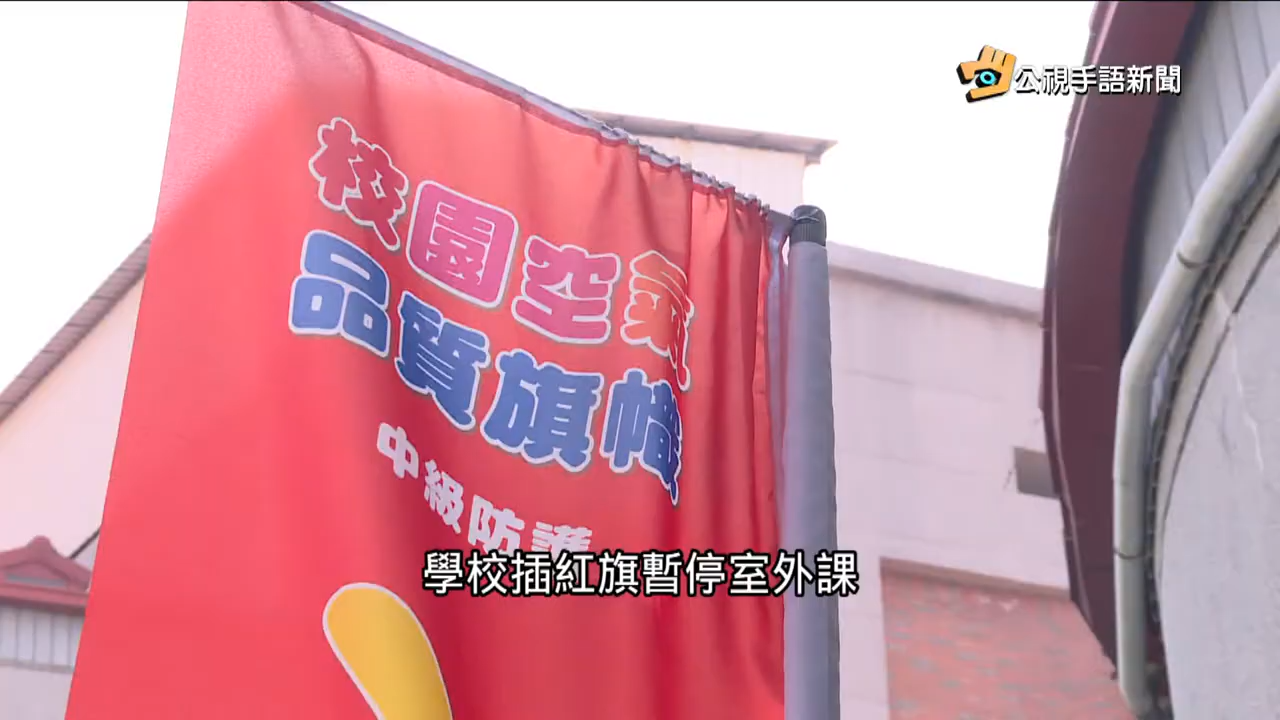 公視手語新聞
校園空氣
品質旗幟
中級防護
學校插紅旗暫停室外課